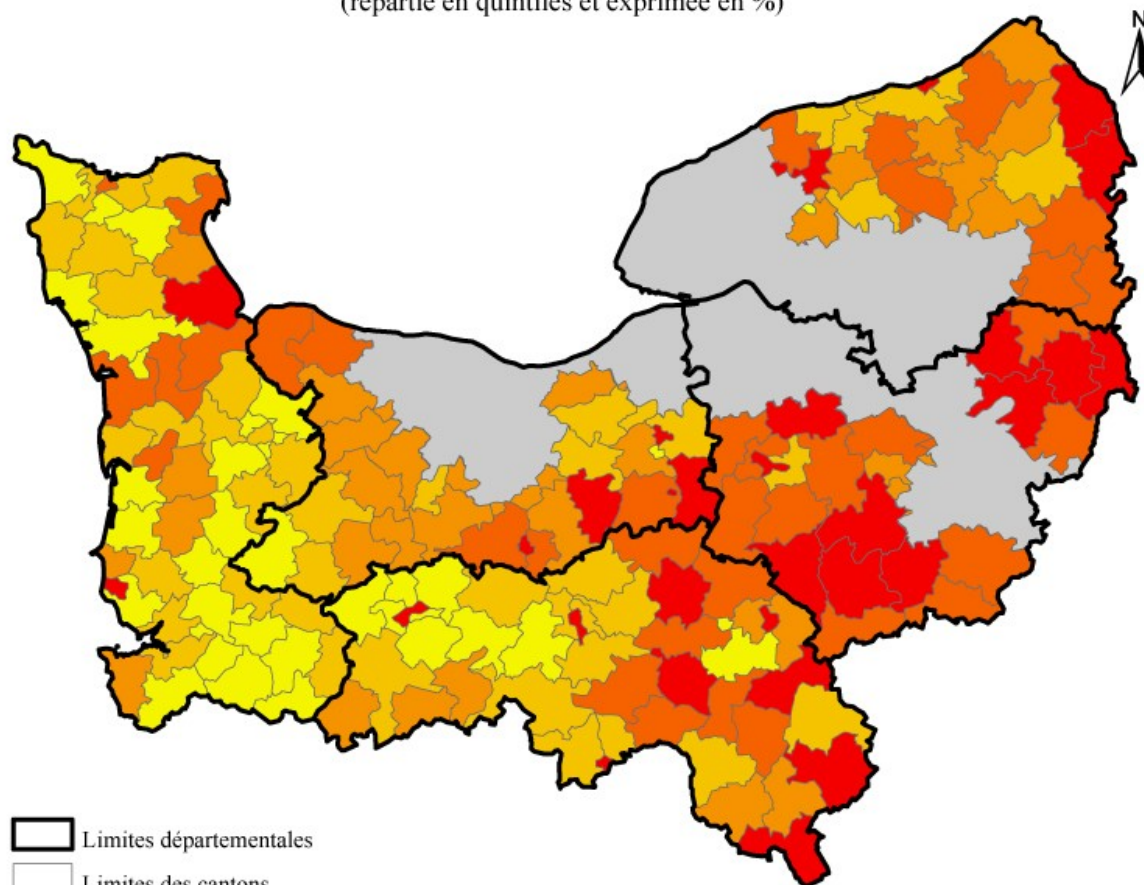 (répartie en quintiles et exprimée en %)
N
Limites départementales
Limites des cantons